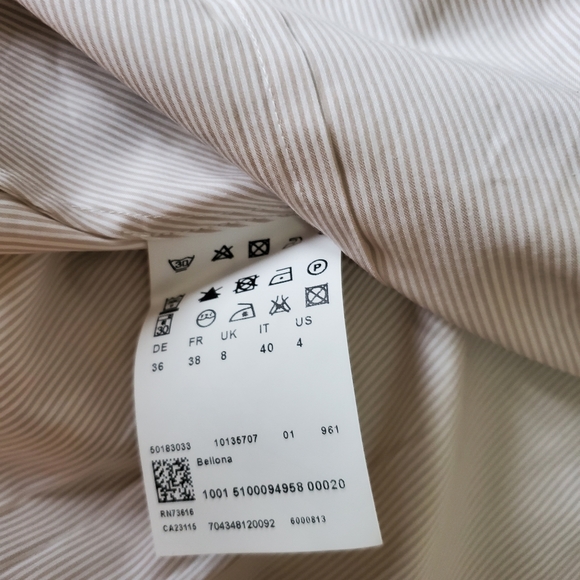 30
30
DE FR UK IT US
36 38 8 40 4
50183033 10135707 01 961
Bellona
1001 5100094958 00020
RN73616
CA23115 704348120092 6000813